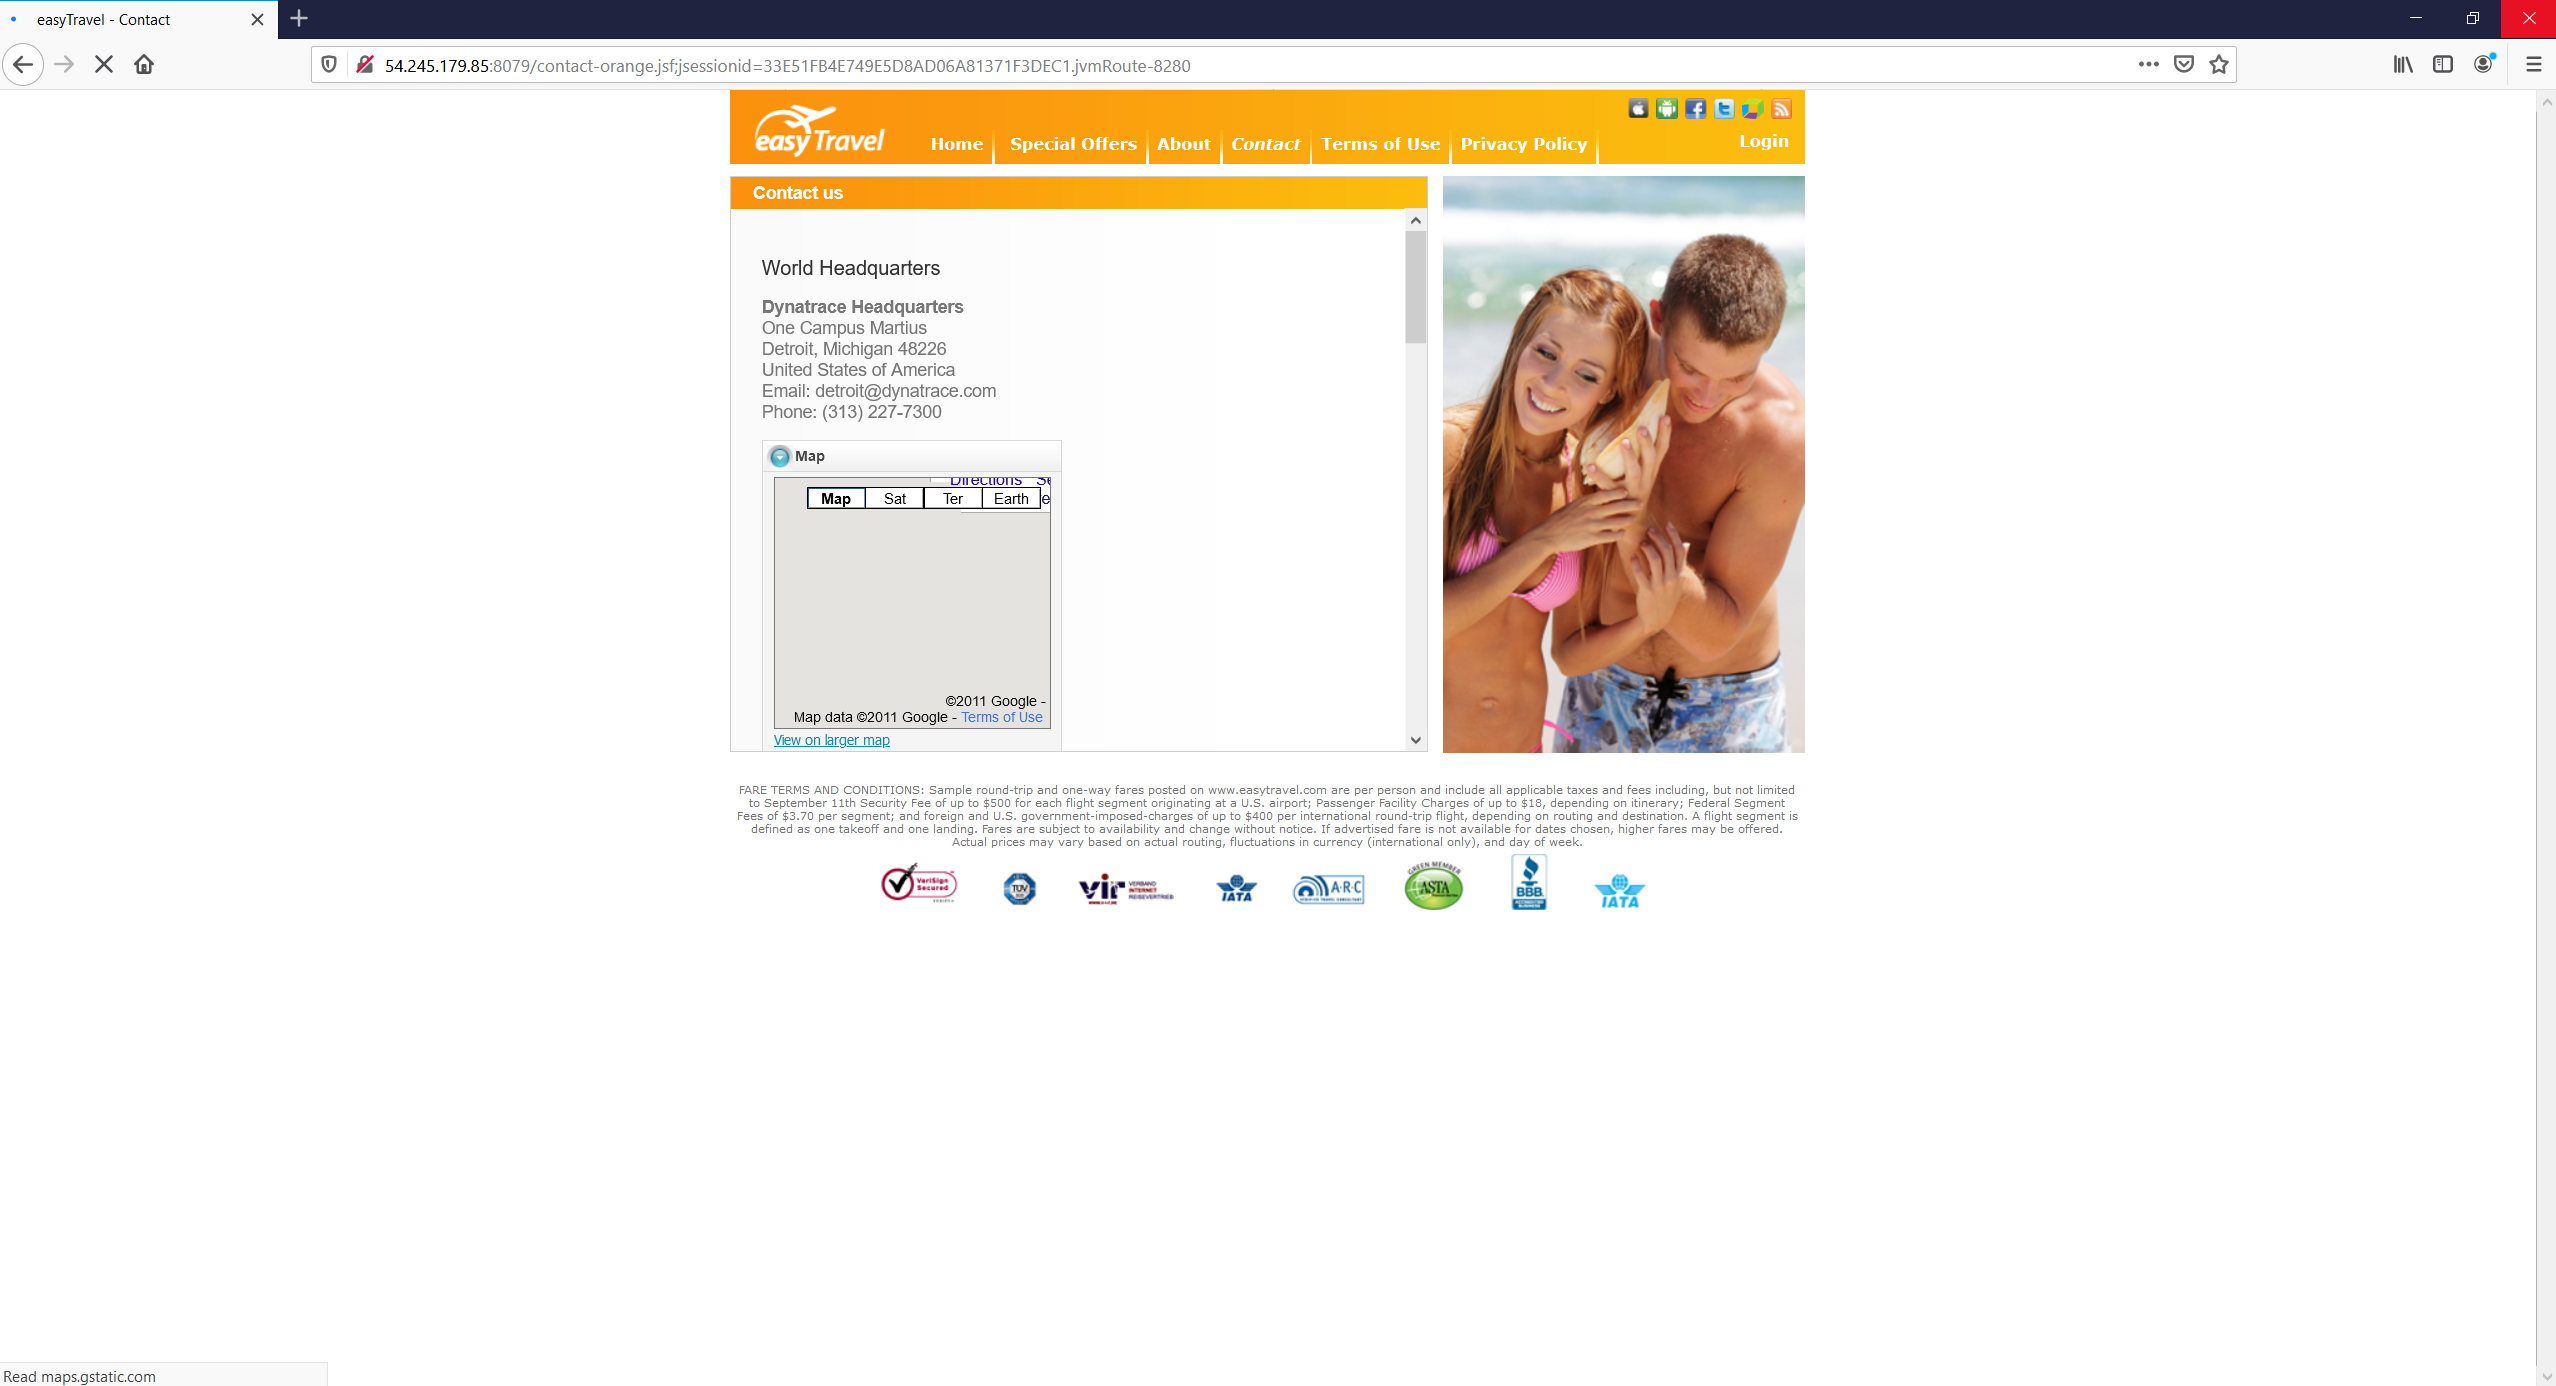 easyTravel - Contact
54.245.179.85:8079/contact-orange.jsf;jsessionid=33E51FB4E749E5D8AD06A81371F3DEC1.jvmRoute-8280
easyTravel
Home
Special Offers
About
Contact
Terms of Use
Privacy Policy
Login
Contact us
World Headquarters
Dynatrace Headquarters
One Campus Martius
Detroit, Michigan 48226
United States of America
Email: detroit@dynatrace.com
Phone: (313) 227-7300
Map
Directions
Map
Sat
Ter
Earth
©2011 Google -
Map data ©2011 Google - Terms of Use
View on larger map
FARE TERMS AND CONDITIONS: Sample round-trip and one-way fares posted on www.easytravel.com are per person and include all applicable taxes and fees including, but not limited
to September 11th Security Fee of up to $500 for each flight segment originating at a U.S. airport; Passenger Facility Charges of up to $18, depending on itinerary; Federal Segment
Fees of $3.70 per segment; and foreign and U.S. government-imposed-charges of up to $400 per international round-trip flight, depending on routing and destination. A flight segment is
defined as one takeoff and one landing. Fares are subject to availability and change without notice. If advertised fare is not available for dates chosen, higher fares may be offered.
Actual prices may vary based on actual routing, fluctuations in currency (international only), and day of week.
VeriSign
Secured
TÜV
vir
VERBAND
INTERNET
REISEVERTRIEB
IATA
A·R·C
GREEN MEMBER
ASTA
BBB
ACCREDITED
BUSINESS
IATA
Read maps.gstatic.com